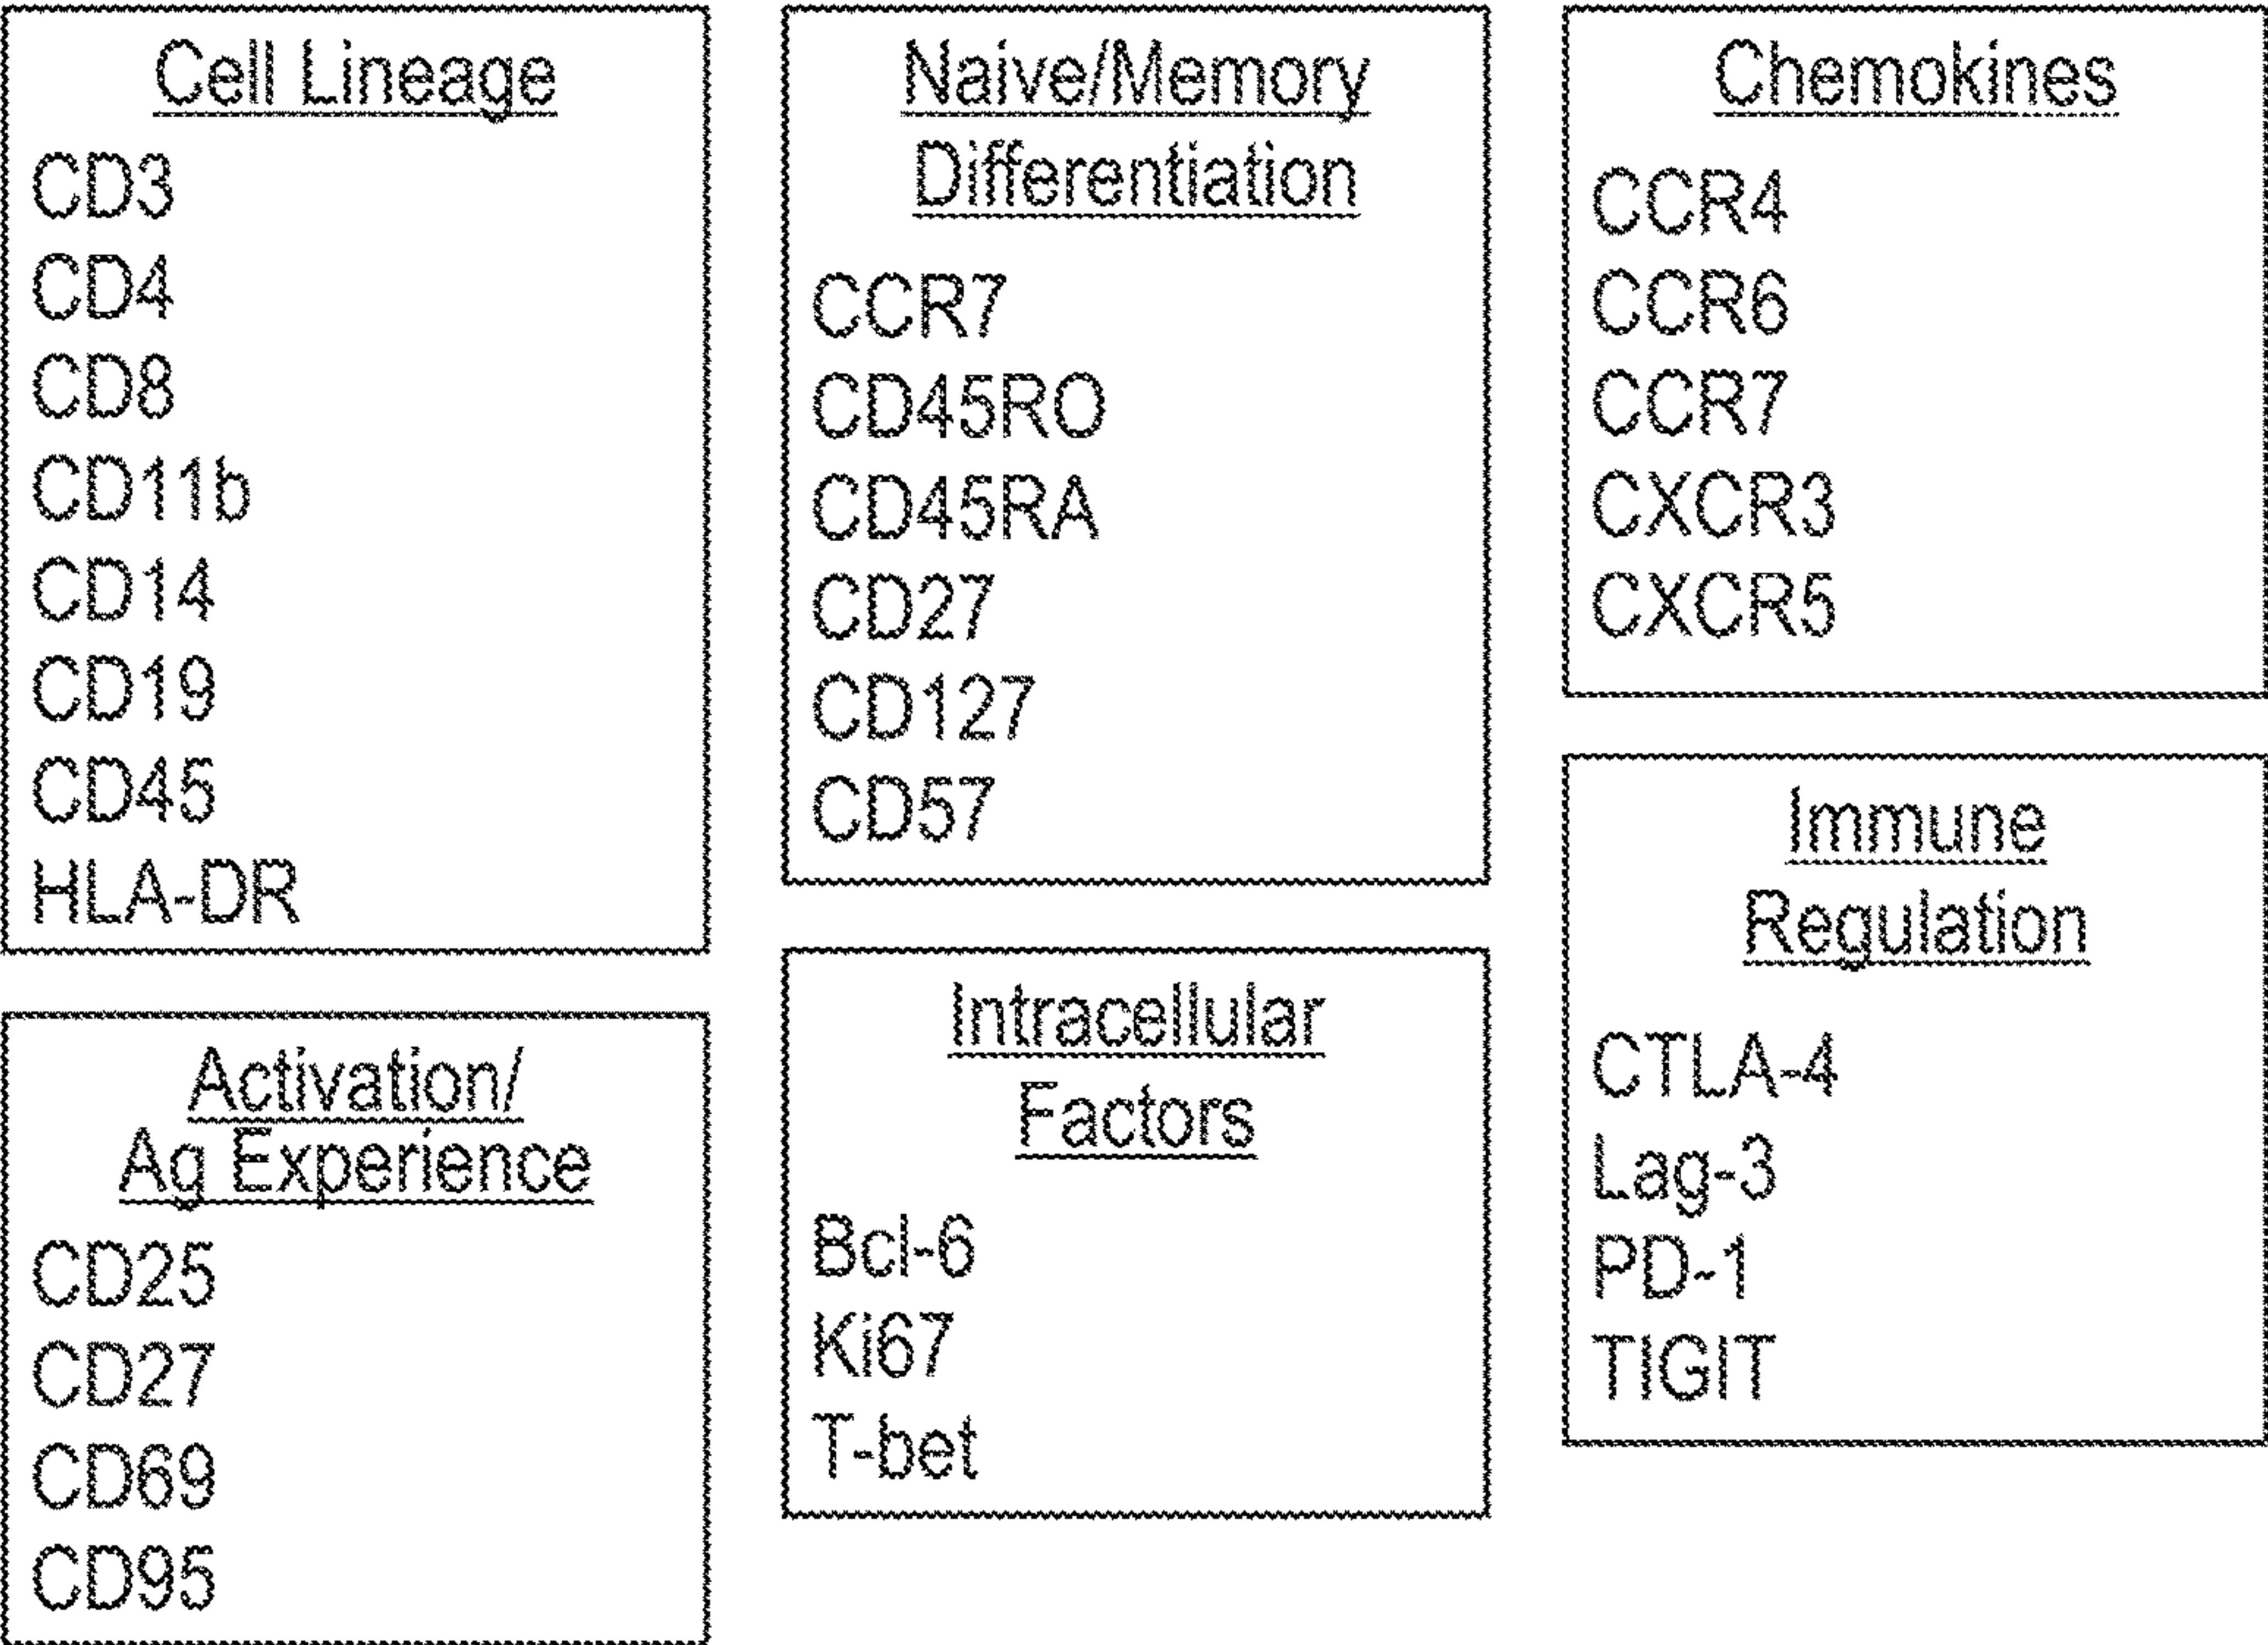 Cell Lineage
CD3
CD4
CD8
CD11b
CD14
CD19
CD45
HLA-DR
Activation/
Ag Experience
CD25
CD27
CD69
CD95
Naive/Memory
Differentiation
CCR7
CD45RO
CD45RA
CD27
CD127
CD57
Intracellular
Factors
Bcl-6
Ki67
T-bet
Chemokines
CCR4
CCR6
CCR7
CXCR3
CXCR5
Immune
Regulation
CTLA-4
Lag-3
PD-1
TIGIT